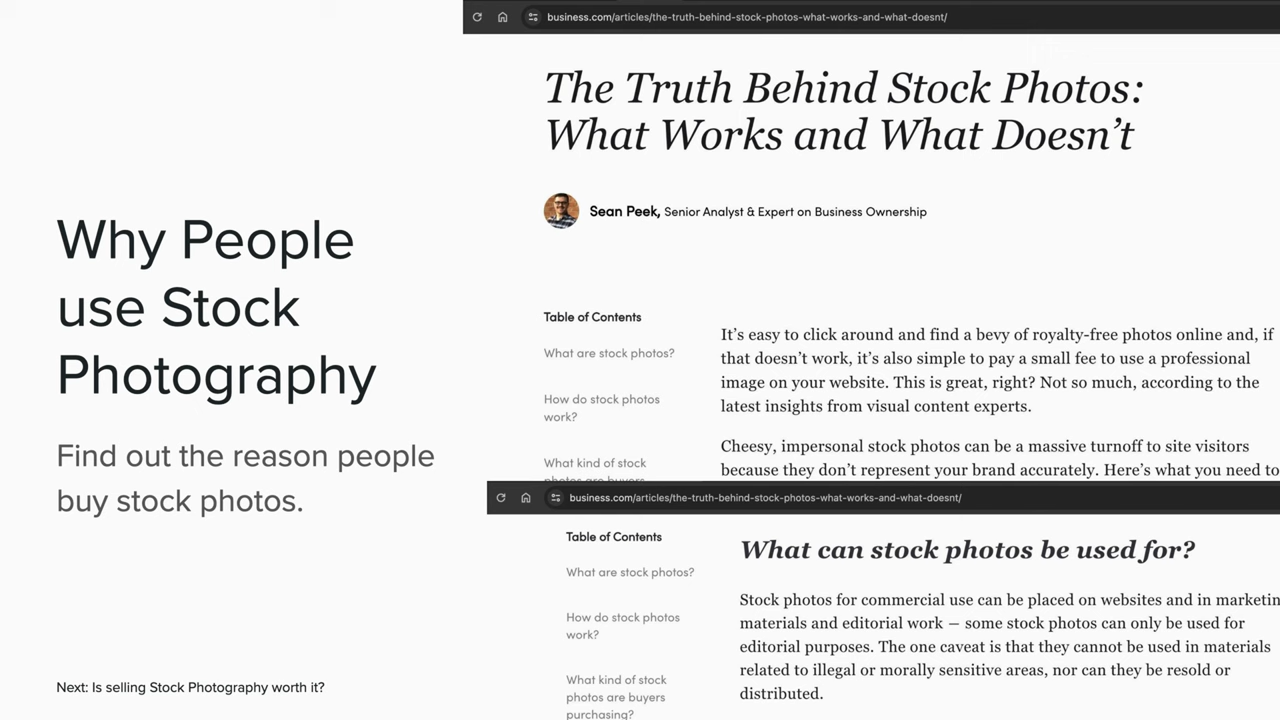 Why People
use Stock
Photography
Find out the reason people
buy stock photos.
Next: Is selling Stock Photography worth it?
business.com/articles/the-truth-behind-stock-photos-what-works-and-what-doesnt/
The Truth Behind Stock Photos:
What Works and What Doesn’t
Sean Peek, Senior Analyst & Expert on Business Ownership
Table of Contents
What are stock photos?
How do stock photos
work?
What kind of stock
photos are buyers
It’s easy to click around and find a bevy of royalty-free photos online and, if
that doesn’t work, it’s also simple to pay a small fee to use a professional
image on your website. This is great, right? Not so much, according to the
latest insights from visual content experts.
Cheesy, impersonal stock photos can be a massive turnoff to site visitors
because they don’t represent your brand accurately. Here’s what you need to
business.com/articles/the-truth-behind-stock-photos-what-works-and-what-doesnt/
Table of Contents
What are stock photos?
How do stock photos
work?
What kind of stock
photos are buyers
purchasing?
What can stock photos be used for?
Stock photos for commercial use can be placed on websites and in marketin
materials and editorial work — some stock photos can only be used for
editorial purposes. The one caveat is that they cannot be used in materials
related to illegal or morally sensitive areas, nor can they be resold or
distributed.